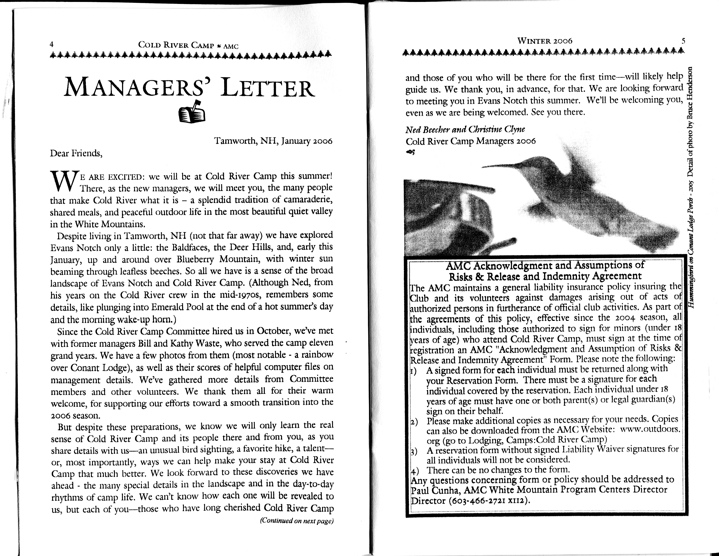 4
COLD RIVER CAMP • AMC
MANAGERS' LETTER
Tamworth, NH, January 2006
Dear Friends,
WE ARE EXCITED: we will be at Cold River Camp this summer!
There, as the new managers, we will meet you, the many people
that make Cold River what it is – a splendid tradition of camaraderie,
shared meals, and peaceful outdoor life in the most beautiful quiet valley
in the White Mountains.
Despite living in Tamworth, NH (not that far away) we have explored
Evans Notch only a little: the Baldfaces, the Deer Hills, and, early this
January, up and around over Blueberry Mountain, with winter sun
beaming through leafless beeches. So all we have is a sense of the broad
landscape of Evans Notch and Cold River Camp. (Although Ned, from
his years on the Cold River crew in the mid-1970s, remembers some
details, like plunging into Emerald Pool at the end of a hot summer's day
and the morning wake-up horn.)
Since the Cold River Camp Committee hired us in October, we've met
with former managers Bill and Kathy Waste, who served the camp eleven
grand years. We have a few photos from them (most notable - a rainbow
over Conant Lodge), as well as their scores of helpful computer files on
management details. We've gathered more details from Committee
members and other volunteers. We thank them all for their warm
welcome, for supporting our efforts toward a smooth transition into the
2006 season.
But despite these preparations, we know we will only learn the real
sense of Cold River Camp and its people there and from you, as you
share details with us—an unusual bird sighting, a favorite hike, a talent—
or, most importantly, ways we can help make your stay at Cold River
Camp that much better. We look forward to these discoveries we have
ahead - the many special details in the landscape and in the day-to-day
rhythms of camp life. We can't know how each one will be revealed to
us, but each of you—those who have long cherished Cold River Camp
(Continued on next page)
WINTER 2006
5
and those of you who will be there for the first time—will likely help
guide us. We thank you, in advance, for that. We are looking forward
to meeting you in Evans Notch this summer. We'll be welcoming you,
even as we are being welcomed. See you there.
Ned Beecher and Christine Clyne
Cold River Camp Managers 2006
Hummingbird on Conant Lodge Porch - 2005 Detail of photo by Bruce Henderson
AMC Acknowledgment and Assumptions of
Risks & Release and Indemnity Agreement
The AMC maintains a general liability insurance policy insuring the
Club and its volunteers against damages arising out of acts of
authorized persons in furtherance of official club activities. As part of
the agreements of this policy, effective since the 2004 season, all
individuals, including those authorized to sign for minors (under 18
years of age) who attend Cold River Camp, must sign at the time of
registration an AMC "Acknowledgment and Assumption of Risks &
Release and Indemnity Agreement" Form. Please note the following:
1) A signed form for each individual must be returned along with
your Reservation Form. There must be a signature for each
individual covered by the reservation. Each individual under 18
years of age must have one or both parent(s) or legal guardian(s)
sign on their behalf.
2) Please make additional copies as necessary for your needs. Copies
can also be downloaded from the AMC Website: www.outdoors.
org (go to Lodging, Camps:Cold River Camp)
3) A reservation form without signed Liability Waiver signatures for
all individuals will not be considered.
4) There can be no changes to the form.
Any questions concerning form or policy should be addressed to
Paul Cunha, AMC White Mountain Program Centers Director
Director (603-466-2721 X112).